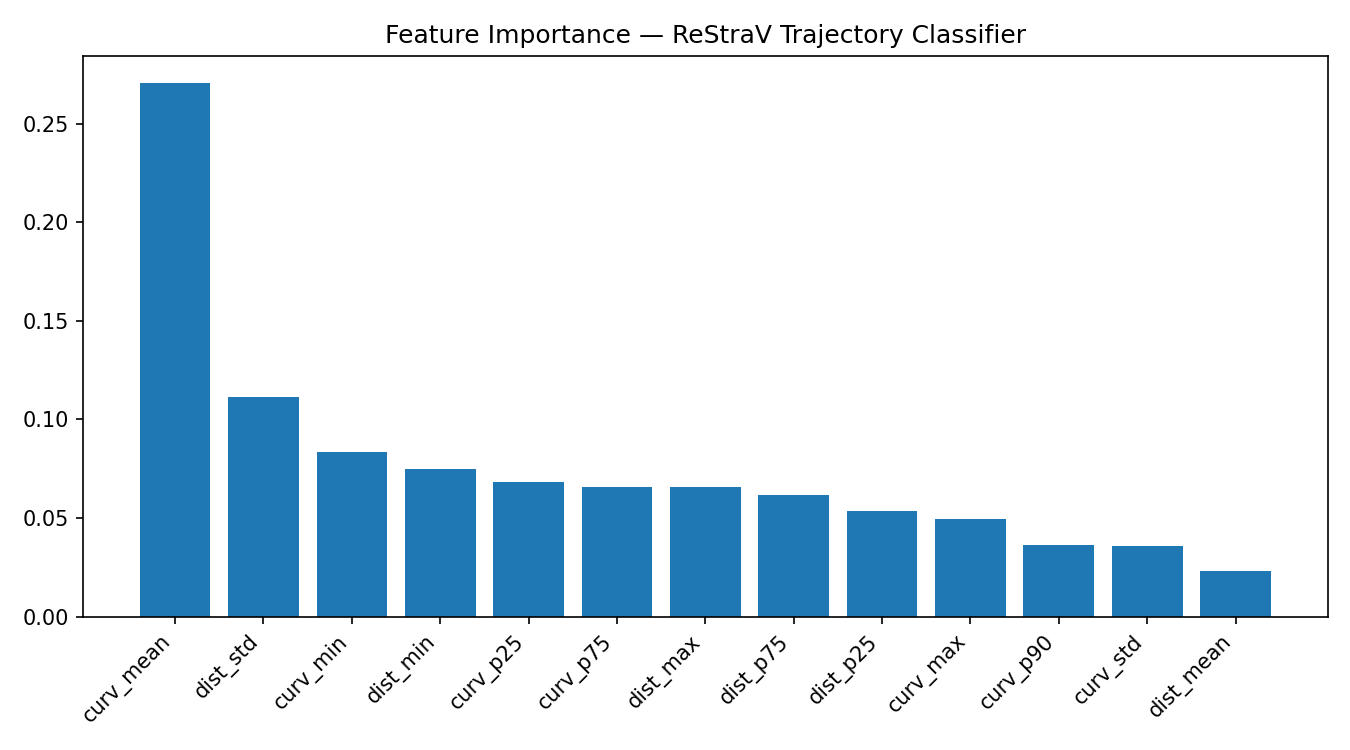 Feature Importance — ReStraV Trajectory Classifier
0.25
0.20
0.15
0.10
0.05
0.00
curv_mean
dist_std
curv_min
dist_min
curv_p25
curv_p75
dist_max
dist_p75
dist_p25
curv_max
curv_p90
curv_std
dist_mean